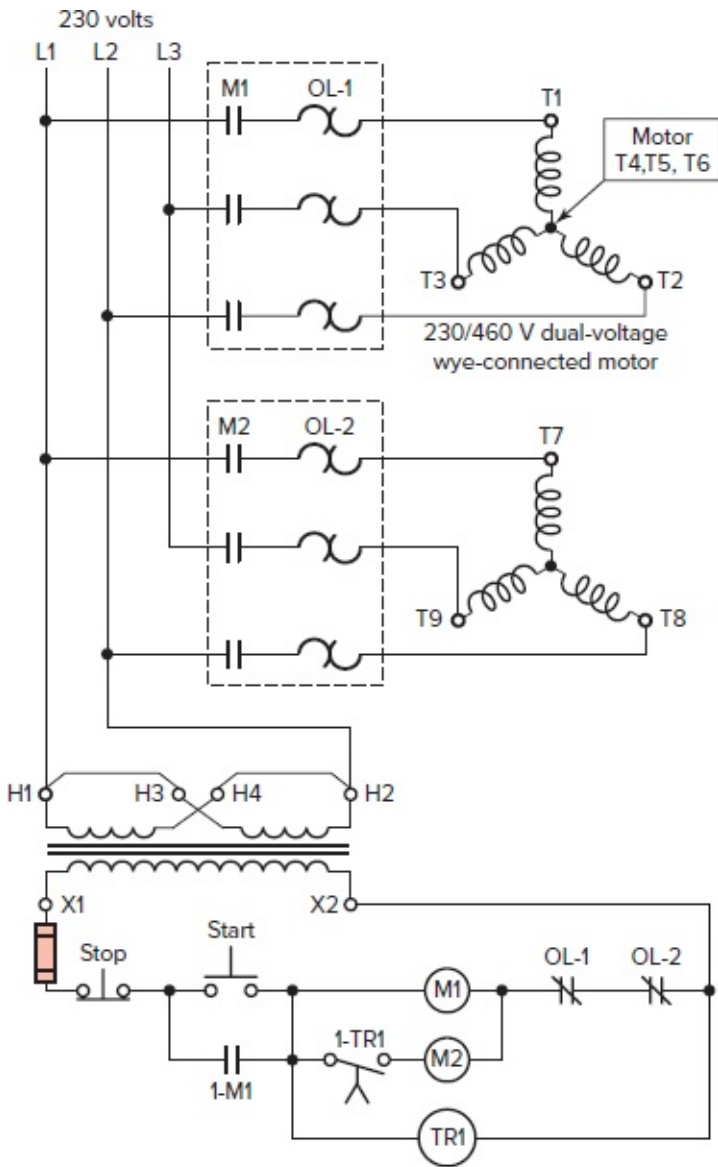 230 volts
L1 L2 L3
M1 OL-1
T1
Motor
T4,T5, T6
T3 T2
230/460 V dual-voltage
wye-connected motor
M2 OL-2
T7
T9 T8
H1 H3 H4 H2
X1 X2
Stop Start OL-1 OL-2
M1
1-TR1
M2
1-M1
TR1